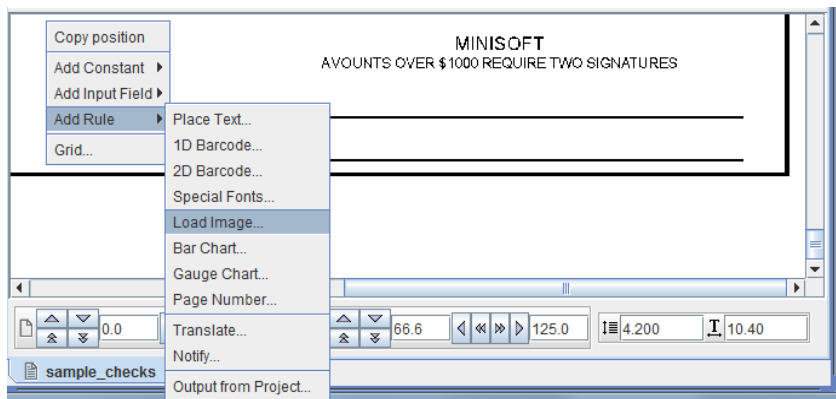 Copy position
MINISOFT
Add Constant
AVOUNTS OVER $1000 REQUIRE TWO SIGNATURES
Add Input Field
Add Rule
Grid...
Place Text...
1D Barcode...
2D Barcode...
Special Fonts...
Load Image...
Bar Chart...
Gauge Chart...
Page Number...
Translate...
Notify...
Output from Project...
0.0
66.6
125.0
4.200
10.40
sample_checks